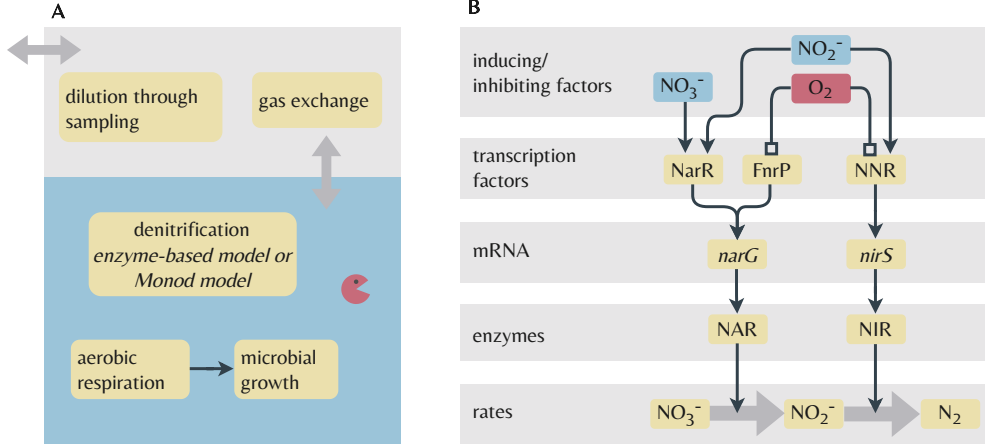 A
dilution through
sampling
gas exchange
denitrification
enzyme-based model or
Monod model
aerobic
respiration
microbial
growth
B
inducing/
inhibiting factors
NO₂⁻
O₂
NO₃⁻
transcription
factors
NarR
FnrP
NNR
mRNA
narG
nirS
enzymes
NAR
NIR
rates
NO₃⁻
NO₂⁻
N₂